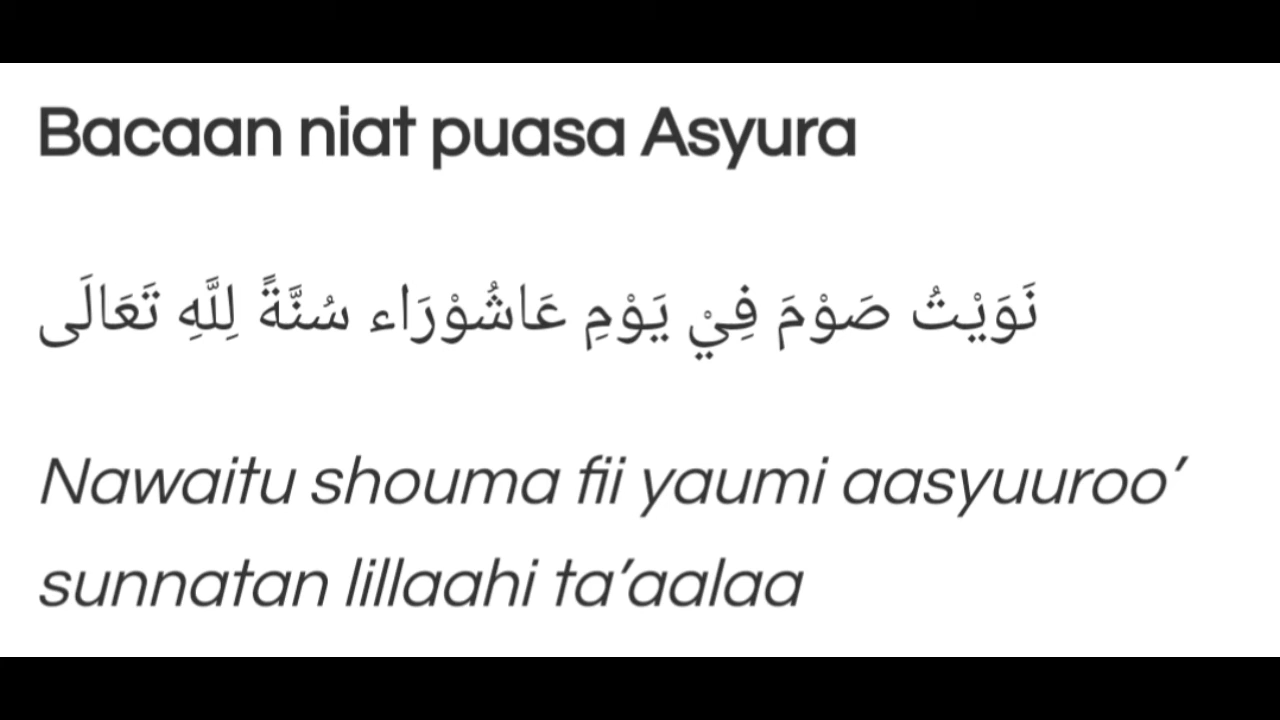 Bacaan niat puasa Asyura
نَوَيْتُ صَوْمَ فِيْ يَوْمِ عَاشُوْرَاء سُنَّةً لِلَّهِ تَعَالَى
Nawaitu shouma fii yaumi aasyuuroo’
sunnatan lillaahi ta’aalaa